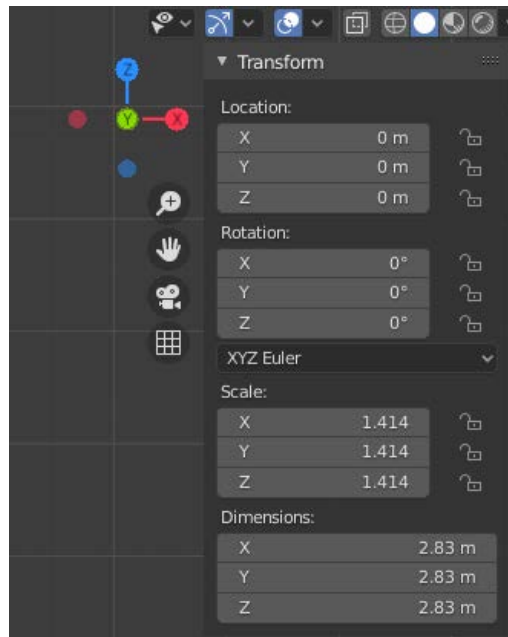 Transform
Z
Y
X
Location:
X 0 m
Y 0 m
Z 0 m
Rotation:
X 0°
Y 0°
Z 0°
XYZ Euler
Scale:
X 1.414
Y 1.414
Z 1.414
Dimensions:
X 2.83 m
Y 2.83 m
Z 2.83 m